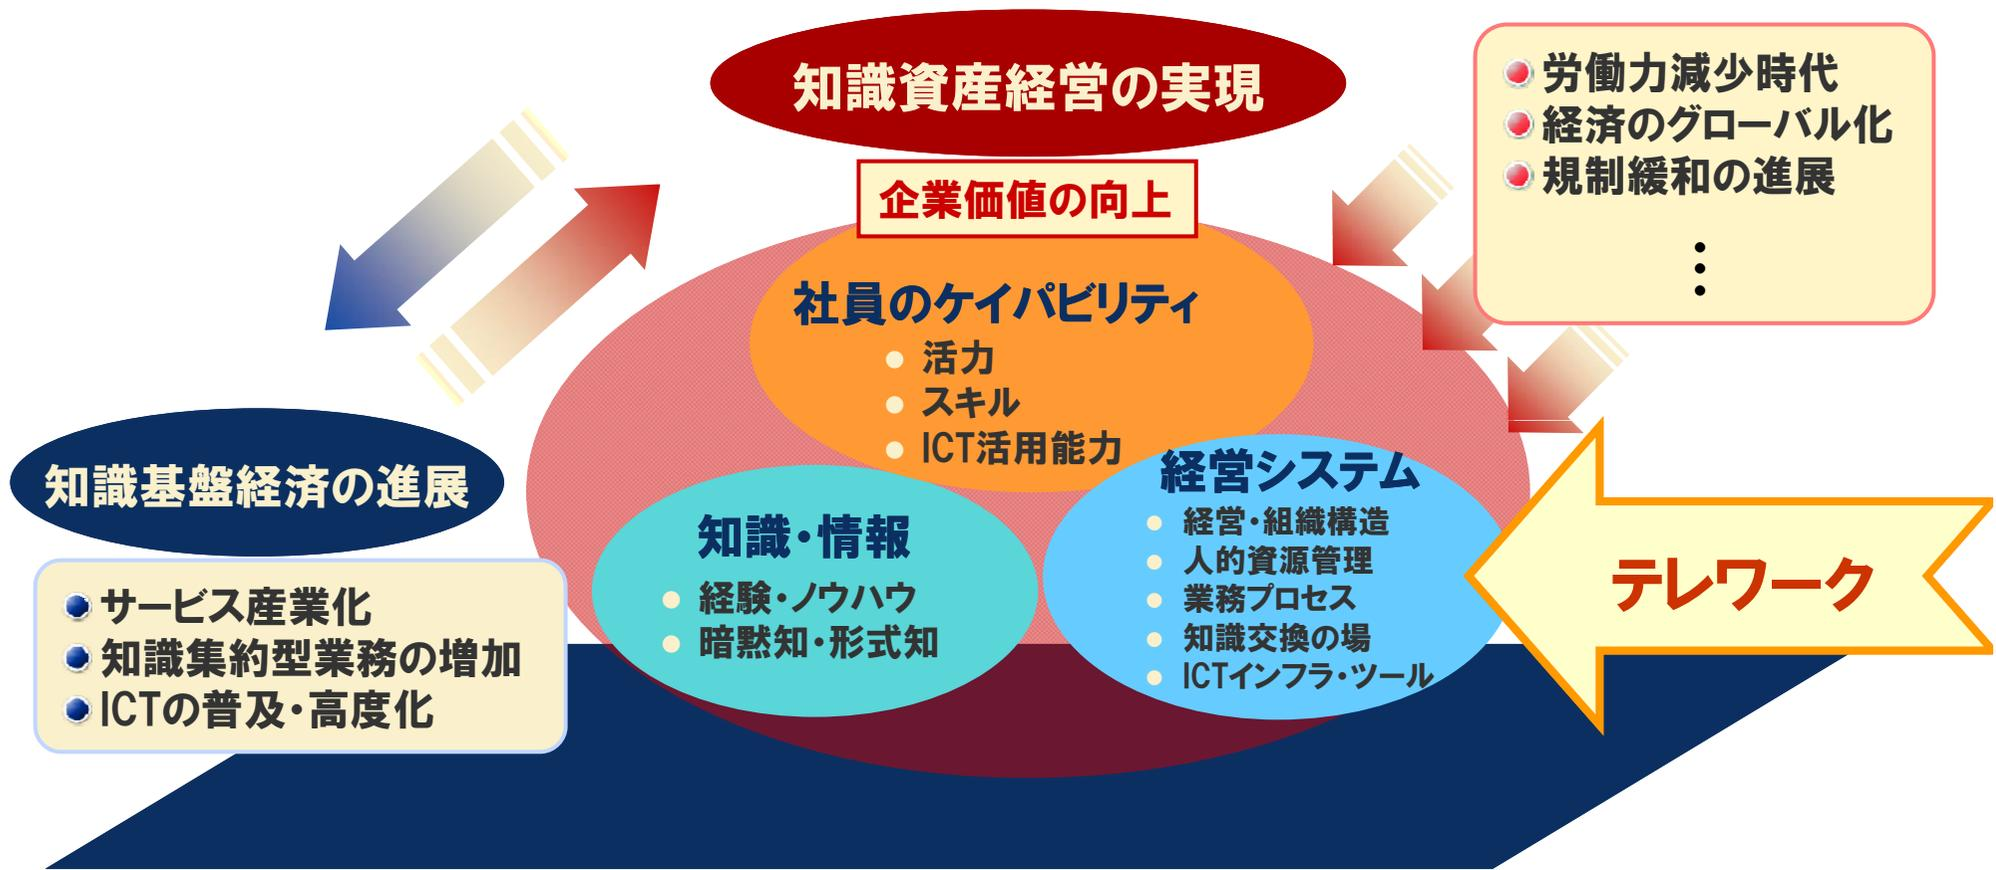 知識資産経営の実現
企業価値の向上
労働力減少時代
経済のグローバル化
規制緩和の進展
社員のケイパビリティ
活力
スキル
ICT活用能力
知識基盤経済の進展
サービス産業化
知識集約型業務の増加
ICTの普及・高度化
知識・情報
経験・ノウハウ
暗黙知・形式知
経営システム
経営・組織構造
人的資源管理
業務プロセス
知識交換の場
ICTインフラ・ツール
テレワーク